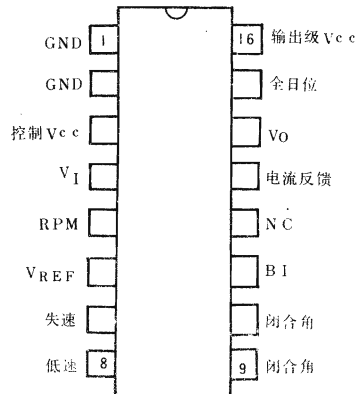 GND 1 16 输出级Vcc
GND 全日位
控制Vcc VO
VI 电流反馈
RPM NC
VREF BI
失速 闭合角
低速 8 9 闭合角